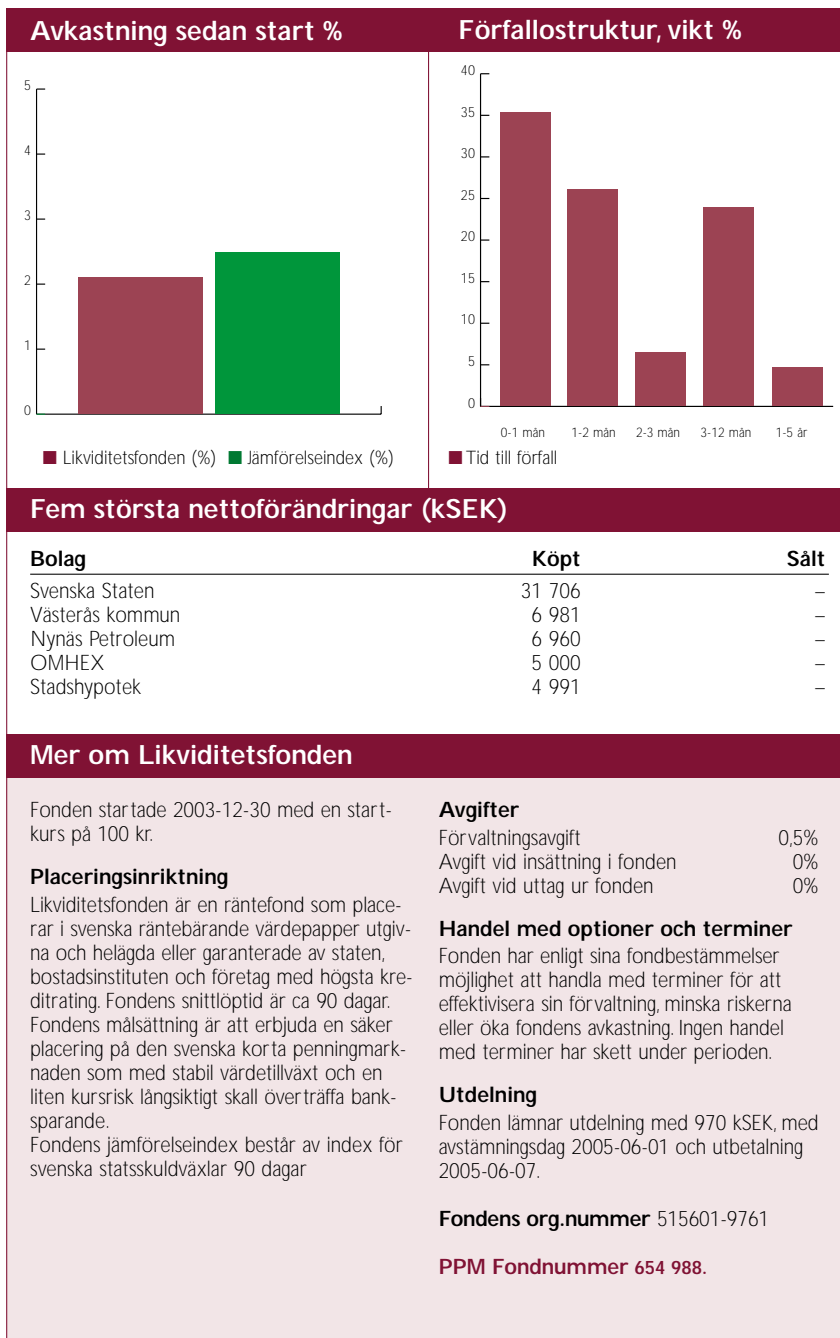 Avkastning sedan start %
5
4
3
2
1
0
Likviditetsfonden (%) Jämförelseindex (%)
Förfallostruktur, vikt %
40
35
30
25
20
15
10
5
0
0-1 mån 1-2 mån 2-3 mån 3-12 mån 1-5 år
Tid till förfall
Fem största nettoförändringar (kSEK)
Bolag Köpt Sålt
Svenska Staten 31 706 –
Västerås kommun 6 981 –
Nynäs Petroleum 6 960 –
OMHEX 5 000 –
Stadshypotek 4 991 –
Mer om Likviditetsfonden
Fonden startade 2003-12-30 med en start-
kurs på 100 kr.
Placeringsinriktning
Likviditetsfonden är en räntefond som place-
rar i svenska räntebärande värdepapper utgiv-
na och helägda eller garanterade av staten,
bostadsinstituten och företag med högsta kre-
ditrating. Fondens snittlöptid är ca 90 dagar.
Fondens målsättning är att erbjuda en säker
placering på den svenska korta penningmark-
naden som med stabil värdetillväxt och en
liten kursrisk långsiktigt skall överträffa bank-
sparande.
Fondens jämförelseindex består av index för
svenska statsskuldväxlar 90 dagar
Avgifter
Förvaltningsavgift 0,5%
Avgift vid insättning i fonden 0%
Avgift vid uttag ur fonden 0%
Handel med optioner och terminer
Fonden har enligt sina fondbestämmelser
möjlighet att handla med terminer för att
effektivisera sin förvaltning, minska riskerna
eller öka fondens avkastning. Ingen handel
med terminer har skett under perioden.
Utdelning
Fonden lämnar utdelning med 970 kSEK, med
avstämningsdag 2005-06-01 och utbetalning
2005-06-07.
Fondens org.nummer 515601-9761
PPM Fondnummer 654 988.